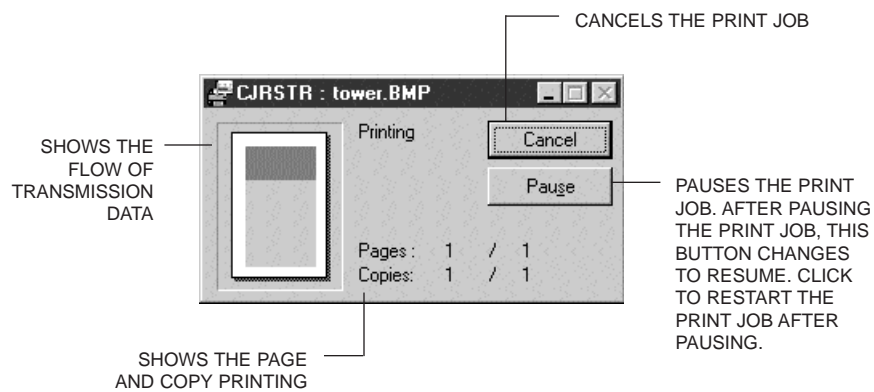 CANCELS THE PRINT JOB
CJRSTR : tower.BMP
SHOWS THE
FLOW OF
TRANSMISSION
DATA
Printing
Cancel
Pause
PAUSES THE PRINT
JOB. AFTER PAUSING
THE PRINT JOB, THIS
BUTTON CHANGES
TO RESUME. CLICK
TO RESTART THE
PRINT JOB AFTER
PAUSING.
Pages : 1 / 1
Copies: 1 / 1
SHOWS THE PAGE
AND COPY PRINTING